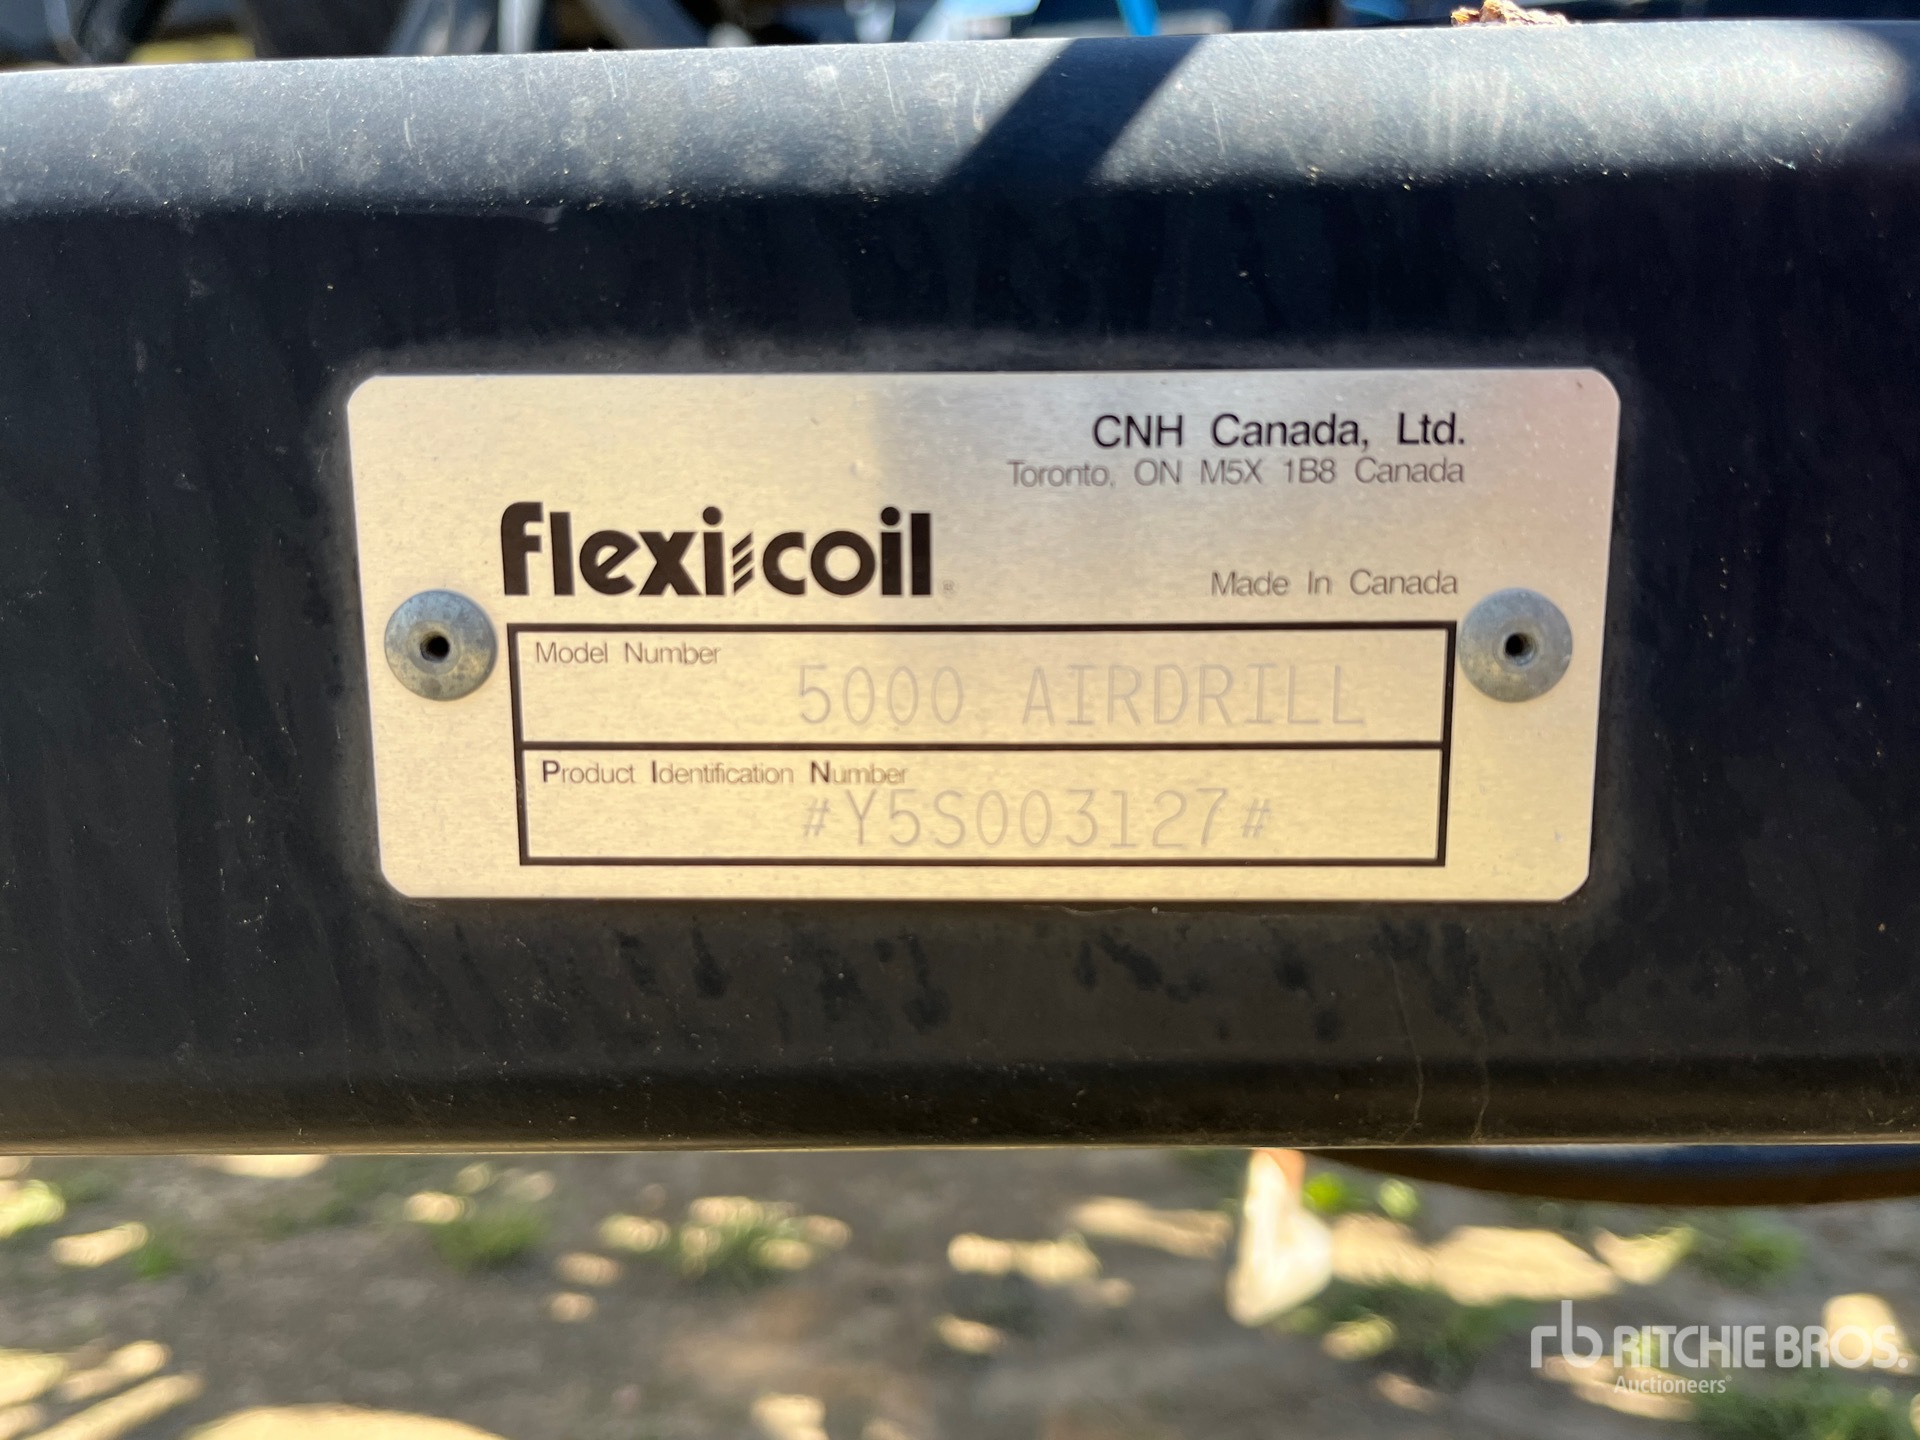 CNH Canada, Ltd.
Toronto, ON M5X 1B8 Canada
flexi-coil®
Made In Canada
Model Number
5000 AIRDRILL
Product Identification Number
#Y5S003127#
rb RITCHIE BROS.
Auctioneers